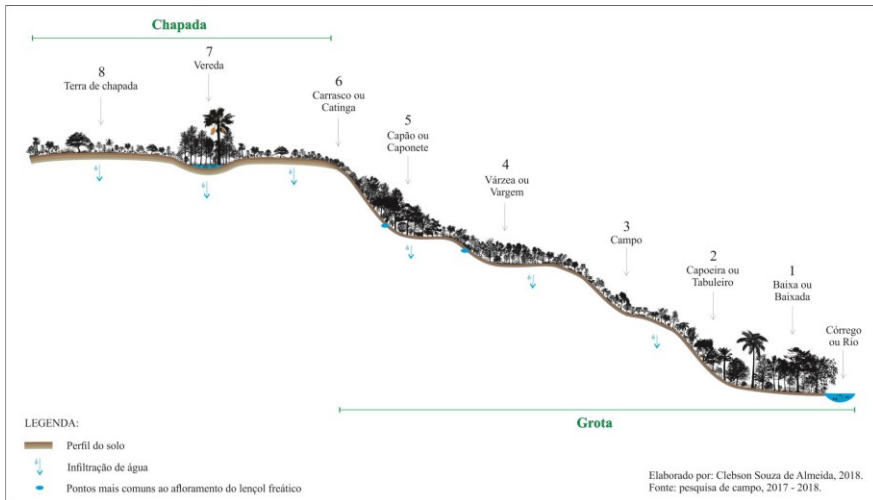 Chapada
7
Vereda
8
Terra de chapada
6
Carrasco ou
Catinga
5
Capão ou
Caponete
4
Várzea ou
Vargem
3
Campo
2
Capoeira ou
Tabuleiro
1
Baixa ou
Baixada
Córrego
ou Rio
Grota
LEGENDA:
Perfil do solo
Infiltração de água
Pontos mais comuns ao afloramento do lençol freático
Elaborado por: Clebson Souza de Almeida, 2018.
Fonte: pesquisa de campo, 2017 - 2018.